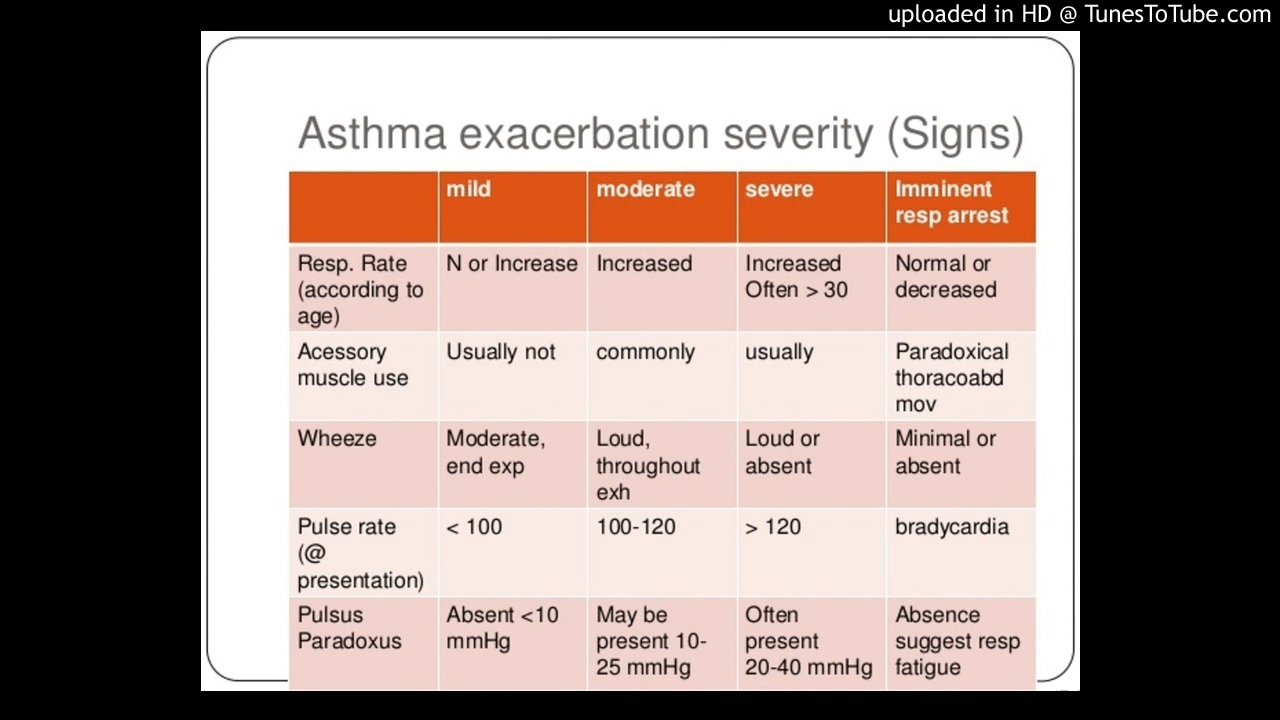 uploaded in HD @ TunesToTube.com
Asthma exacerbation severity (Signs)
mild
moderate
severe
Imminent
resp arrest
Resp. Rate
(according to
age)
N or Increase
Increased
Increased
Often > 30
Normal or
decreased
Acessory
muscle use
Usually not
commonly
usually
Paradoxical
thoracoabd
mov
Wheeze
Moderate,
end exp
Loud,
throughout
exh
Loud or
absent
Minimal or
absent
Pulse rate
(@
presentation)
< 100
100-120
> 120
bradycardia
Pulsus
Paradoxus
Absent <10
mmHg
May be
present 10-
25 mmHg
Often
present
20-40 mmHg
Absence
suggest resp
fatigue